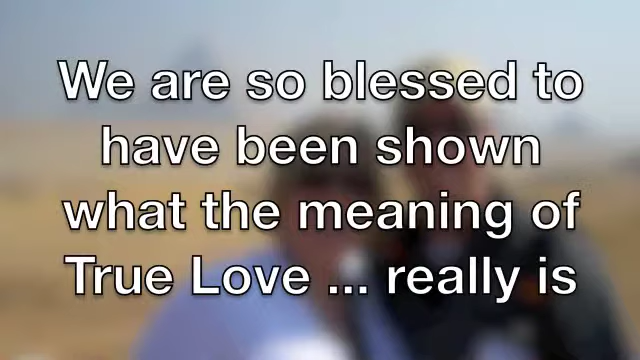 We are so blessed to
have been shown
what the meaning of
True Love ... really is